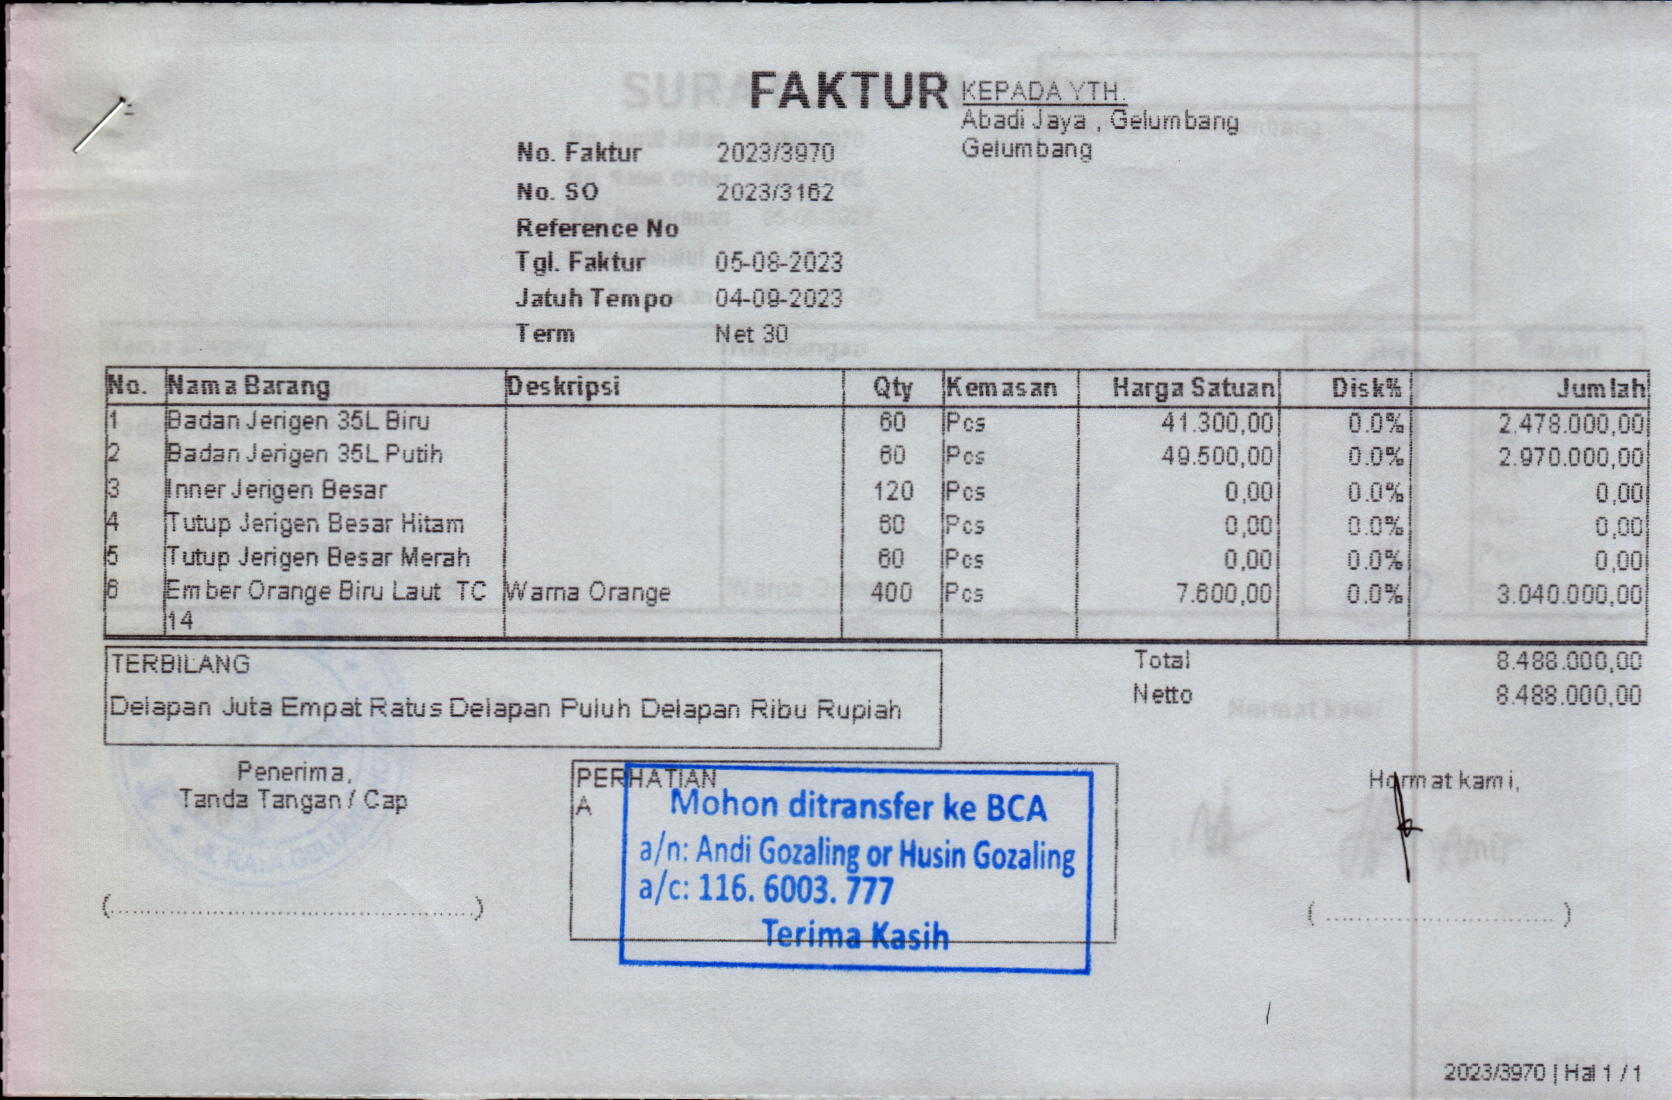 FAKTUR
KEPADA YTH.
Abadi Jaya , Gelumbang
Gelumbang
No. Faktur 2023/3970
No. SO 2023/3162
Reference No
Tgl. Faktur 05-08-2023
Jatuh Tempo 04-09-2023
Term Net 30
No. Nama Barang Deskripsi Qty Kemasan Harga Satuan Disk% Jumlah
1 Badan Jerigen 35L Biru 60 Pcs 41.300,00 0.0% 2.478.000,00
2 Badan Jerigen 35L Putih 60 Pcs 49.500,00 0.0% 2.970.000,00
3 Inner Jerigen Besar 120 Pcs 0,00 0.0% 0,00
4 Tutup Jerigen Besar Hitam 60 Pcs 0,00 0.0% 0,00
5 Tutup Jerigen Besar Merah 60 Pcs 0,00 0.0% 0,00
6 Ember Orange Biru Laut TC Warna Orange 400 Pcs 7.600,00 0.0% 3.040.000,00
14
TERBILANG
Delapan Juta Empat Ratus Delapan Puluh Delapan Ribu Rupiah
Total 8.488.000,00
Netto 8.488.000,00
Penerima,
Tanda Tangan / Cap
PERHATIAN
A
Mohon ditransfer ke BCA
a/n: Andi Gozaling or Husin Gozaling
a/c: 116. 6003. 777
Terima Kasih
Hormat kami,
(..............................................)
( ............................. )
2023/3970 | Hal 1 / 1